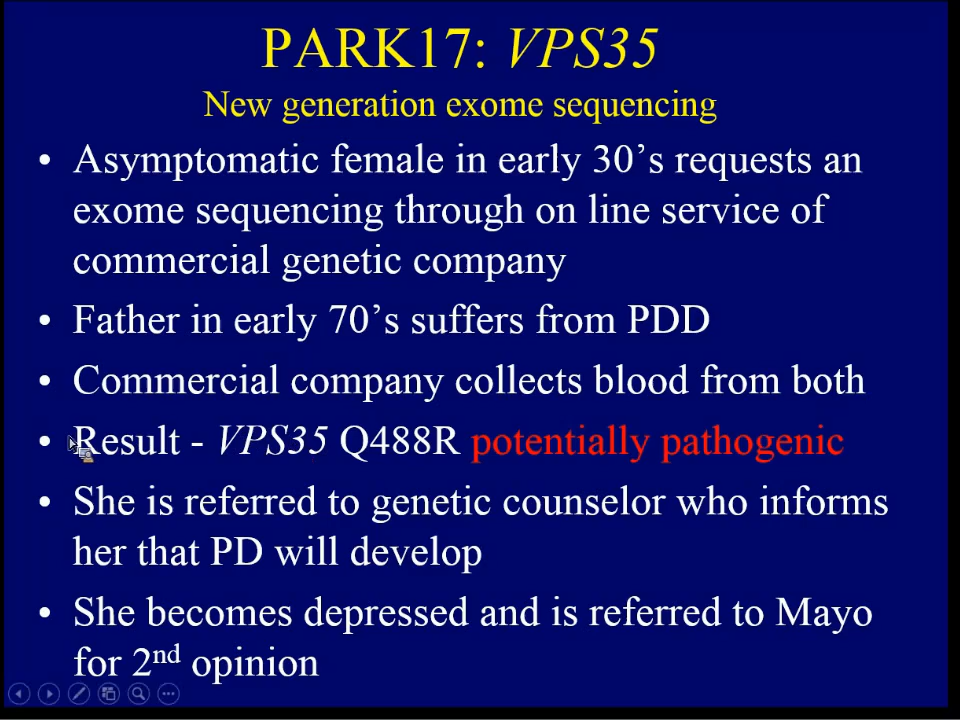 PARK17: VPS35
New generation exome sequencing
• Asymptomatic female in early 30’s requests an
exome sequencing through on line service of
commercial genetic company
• Father in early 70’s suffers from PDD
• Commercial company collects blood from both
• Result - VPS35 Q488R potentially pathogenic
• She is referred to genetic counselor who informs
her that PD will develop
• She becomes depressed and is referred to Mayo
for 2nd opinion